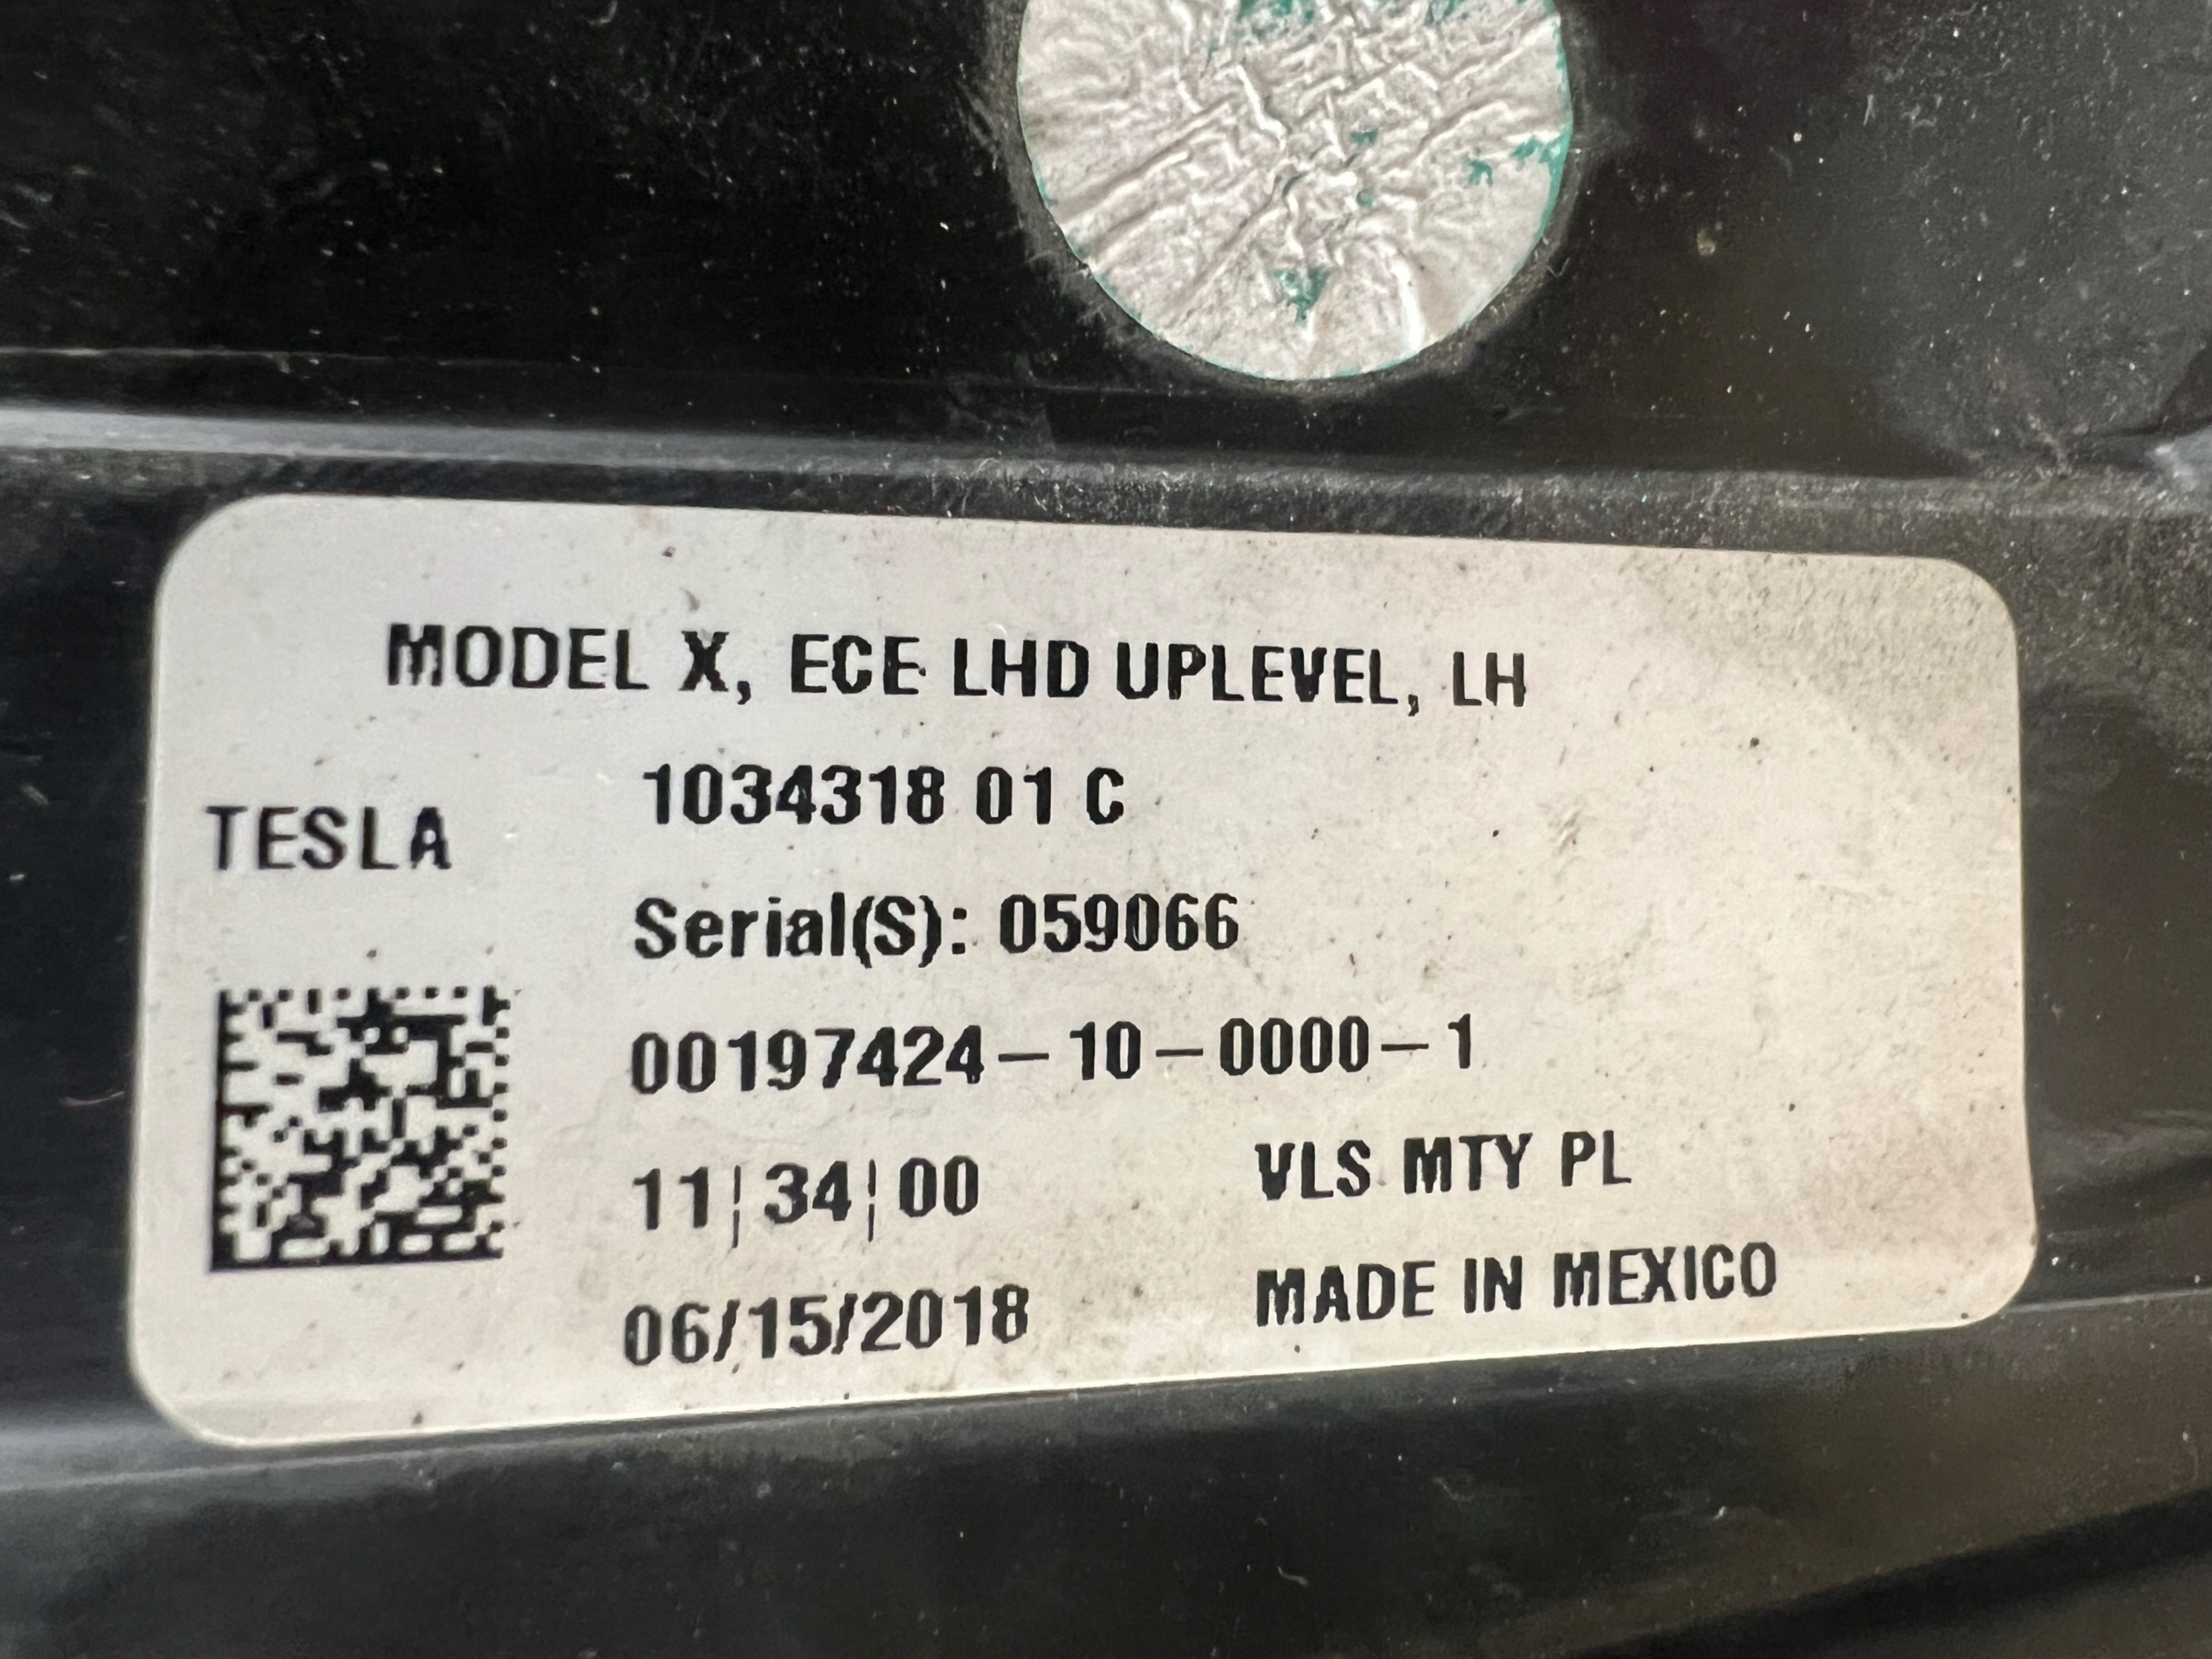 MODEL X, ECE LHD UPLEVEL, LH
1034318 01 C
TESLA
Serial(S): 059066
00197424-10-0000-1
11¦34¦00
VLS MTY PL
06/15/2018
MADE IN MEXICO